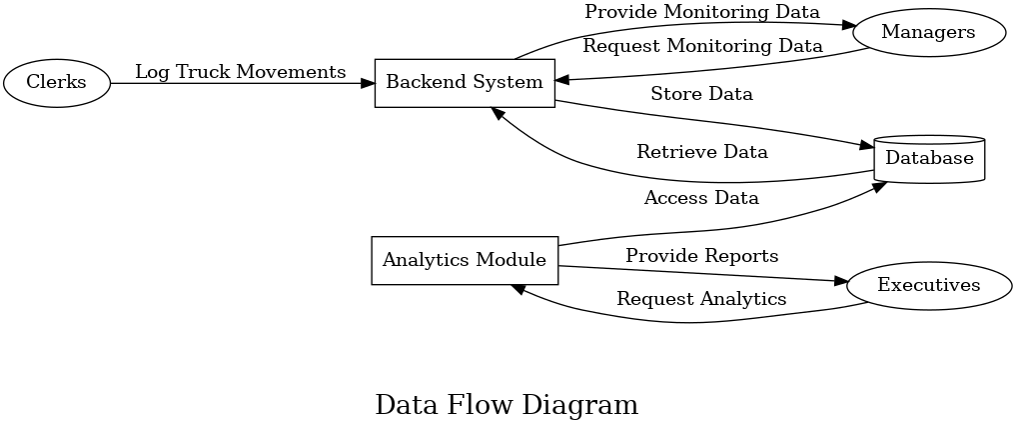 Provide Monitoring Data
Managers
Request Monitoring Data
Clerks
Log Truck Movements
Backend System
Store Data
Retrieve Data
Database
Access Data
Analytics Module
Provide Reports
Executives
Request Analytics
Data Flow Diagram